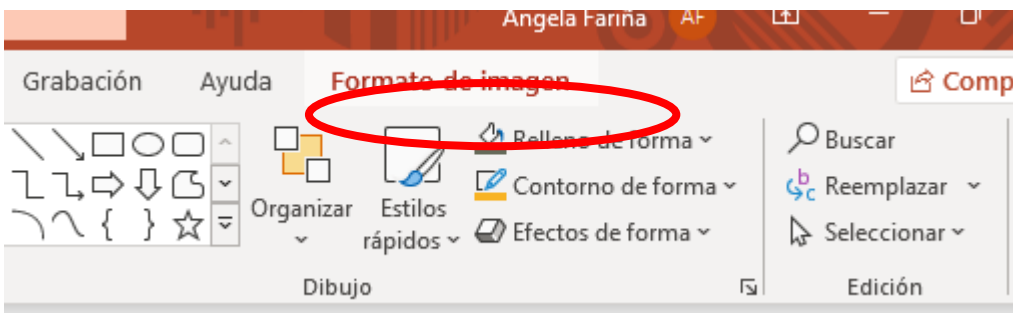 Angela Fariña AF
Grabación Ayuda Formato de imagen
Compa
Organizar
Estilos rápidos
Relleno de forma
Contorno de forma
Efectos de forma
Dibujo
Buscar
Reemplazar
Seleccionar
Edición